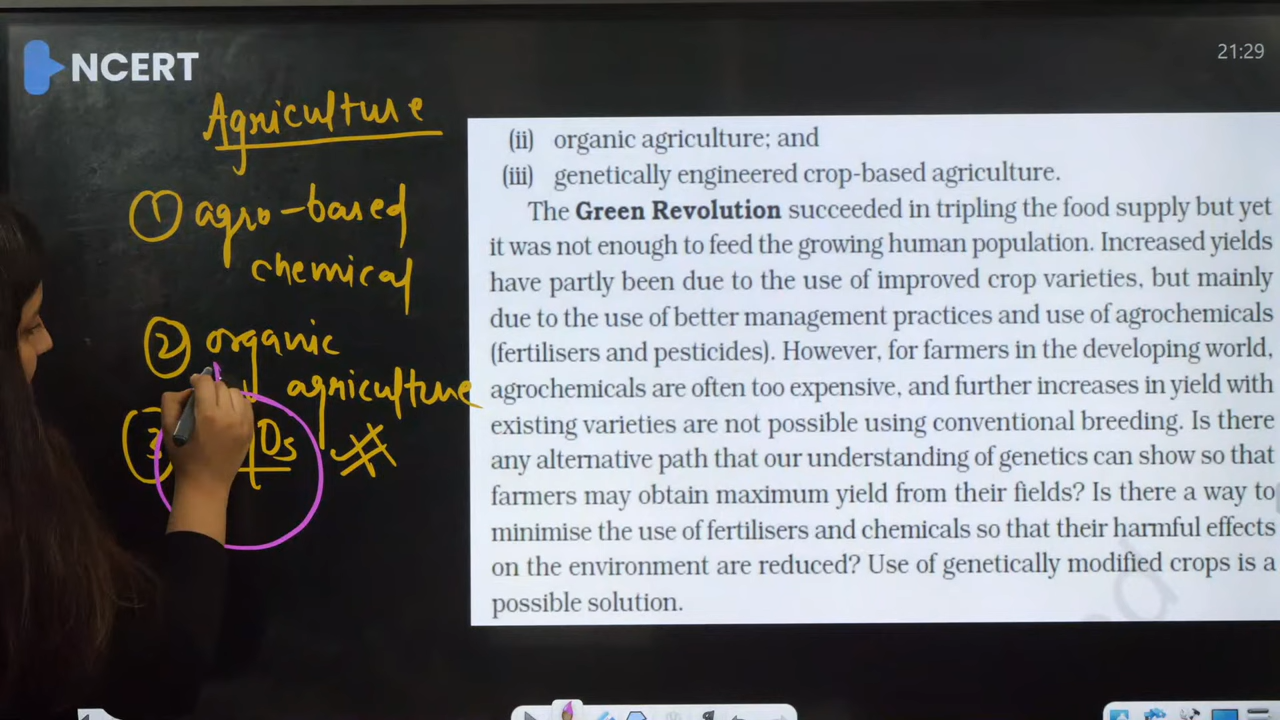 NCERT
21:29
Agriculture
① agro-based
chemical
② organic
agriculture
③
Os
(ii) organic agriculture; and
(iii) genetically engineered crop-based agriculture.
The Green Revolution succeeded in tripling the food supply but yet
it was not enough to feed the growing human population. Increased yields
have partly been due to the use of improved crop varieties, but mainly
due to the use of better management practices and use of agrochemicals
(fertilisers and pesticides). However, for farmers in the developing world,
agrochemicals are often too expensive, and further increases in yield with
existing varieties are not possible using conventional breeding. Is there
any alternative path that our understanding of genetics can show so that
farmers may obtain maximum yield from their fields? Is there a way to
minimise the use of fertilisers and chemicals so that their harmful effects
on the environment are reduced? Use of genetically modified crops is a
possible solution.